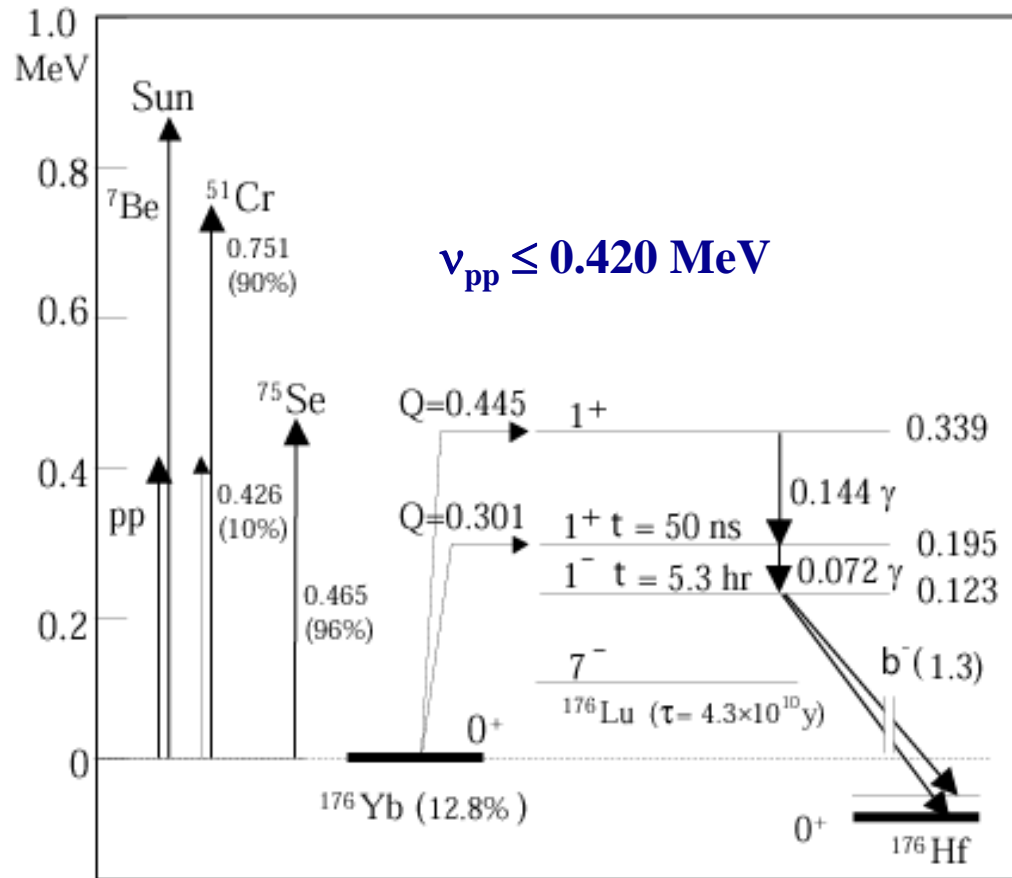 1.0
MeV
Sun
0.8
⁷Be
⁵¹Cr
0.751
(90%)
ν_pp ≤ 0.420 MeV
0.6
⁷⁵Se
Q=0.445
1⁺
0.339
0.4
pp
0.426
(10%)
0.144 γ
Q=0.301
1⁺ t = 50 ns
0.195
1⁻ t = 5.3 hr
0.072 γ
0.123
0.465
(96%)
0.2
7⁻
b⁻(1.3)
¹⁷⁶Lu (τ= 4.3×10¹⁰y)
0⁺
0
¹⁷⁶Yb (12.8%)
0⁺
¹⁷⁶Hf